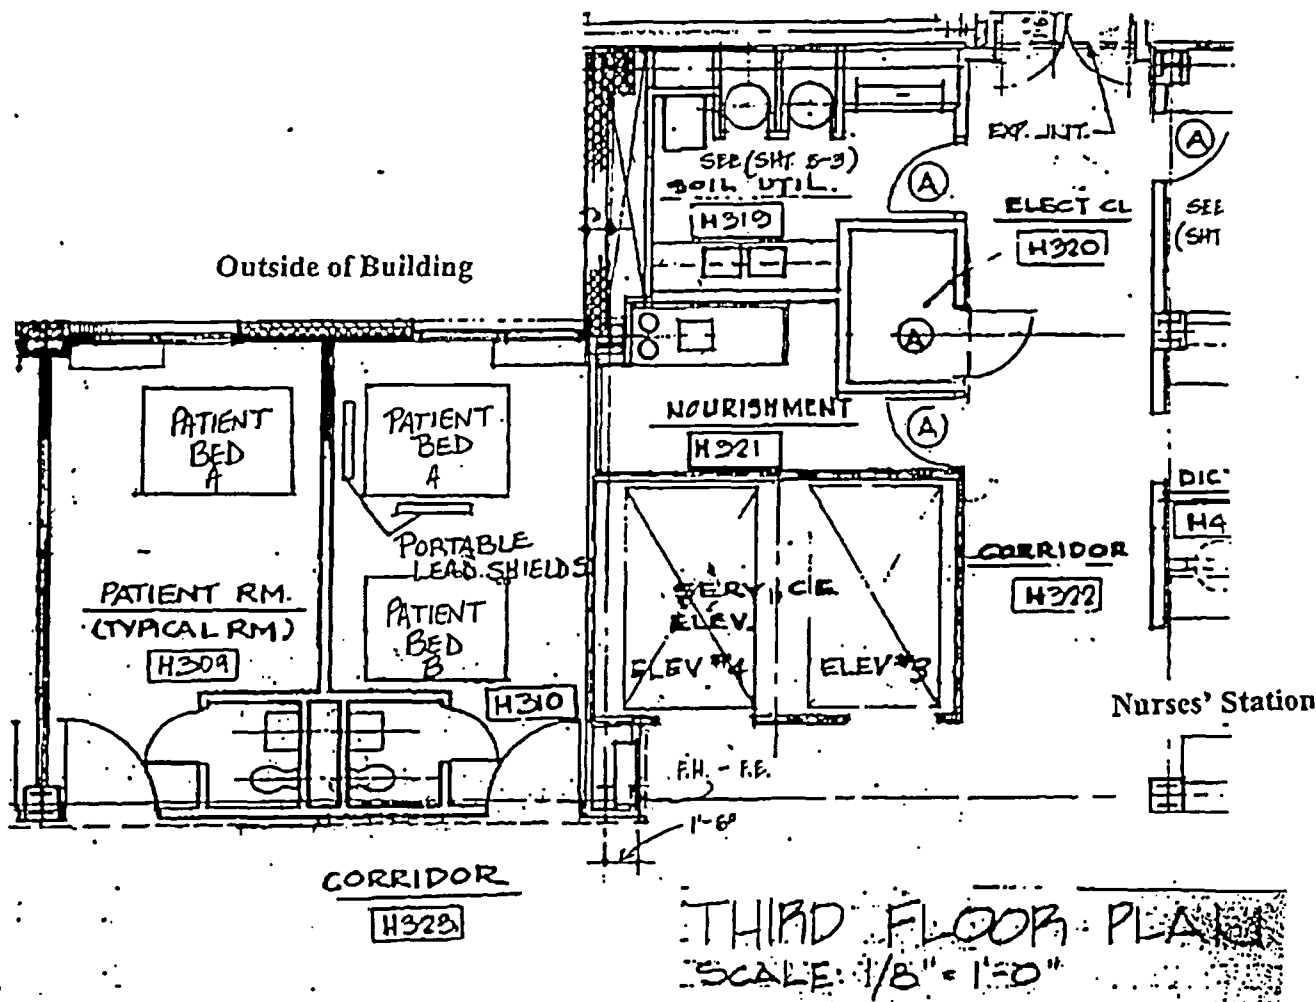 EXP. JNT.
A
A
SEE (SHT. 5-3)
SOIL UTIL.
H319
ELECT CL
H320
SEE
(SHT
Outside of Building
A
PATIENT
BED
A
PATIENT
BED
A
NOURISHMENT
H321
A
DIC
H4
PORTABLE
LEAD SHIELDS
CORRIDOR
H322
PATIENT RM.
(TYPICAL RM)
H309
PATIENT
BED
B
SERVICE
ELEV.
ELEV #4
ELEV #3
H310
Nurses' Station
F.H. - F.E.
1'-6"
CORRIDOR
H323
THIRD FLOOR PLAN
SCALE: 1/8" = 1'-0"